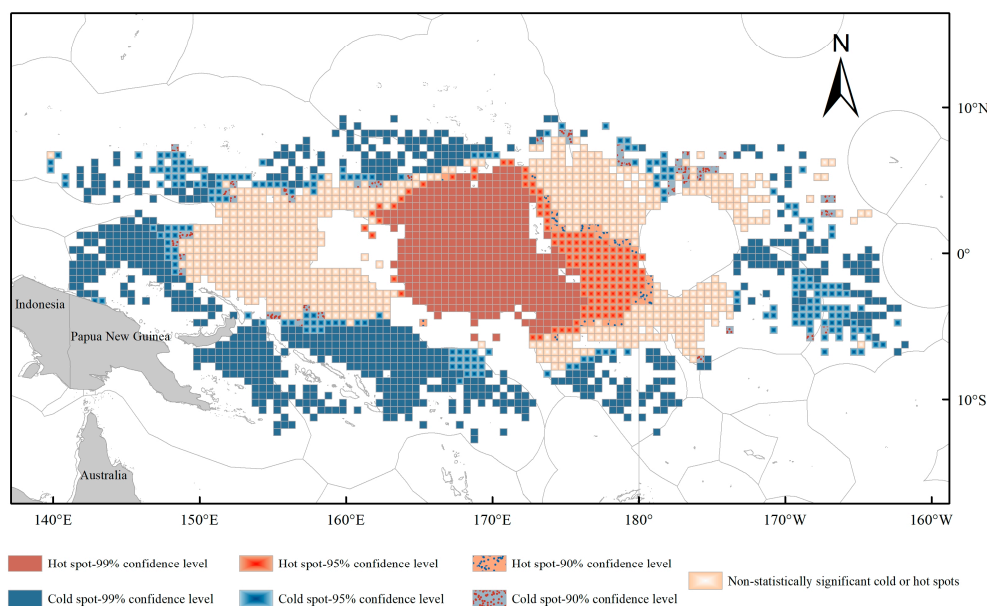 N
10°N
0°
10°S
Indonesia
Papua New Guinea
Australia
140°E
150°E
160°E
170°E
180°
170°W
160°W
Hot spot-99% confidence level
Hot spot-95% confidence level
Hot spot-90% confidence level
Non-statistically significant cold or hot spots
Cold spot-99% confidence level
Cold spot-95% confidence level
Cold spot-90% confidence level